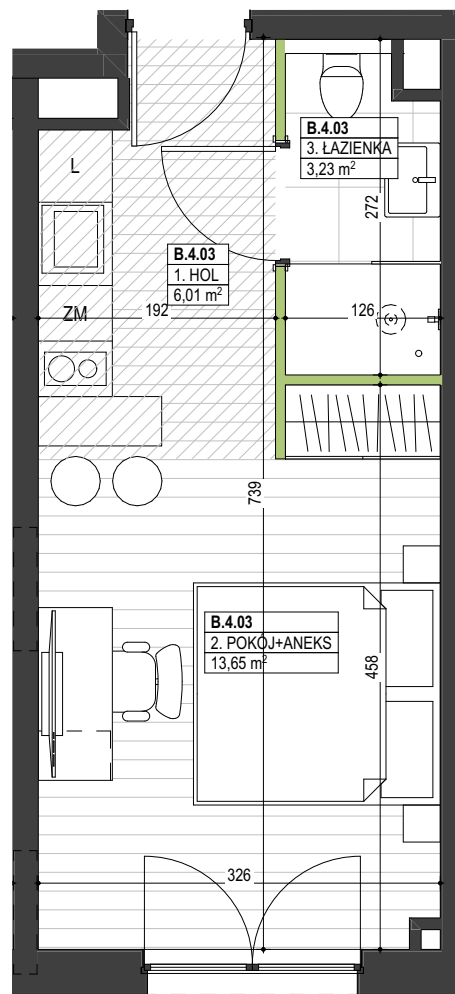 B.4.03
3. ŁAZIENKA
3,23 m²
L
272
B.4.03
1. HOL
6,01 m²
192
ZM
126
739
B.4.03
2. POKÓJ+ANEKS
13,65 m²
458
326